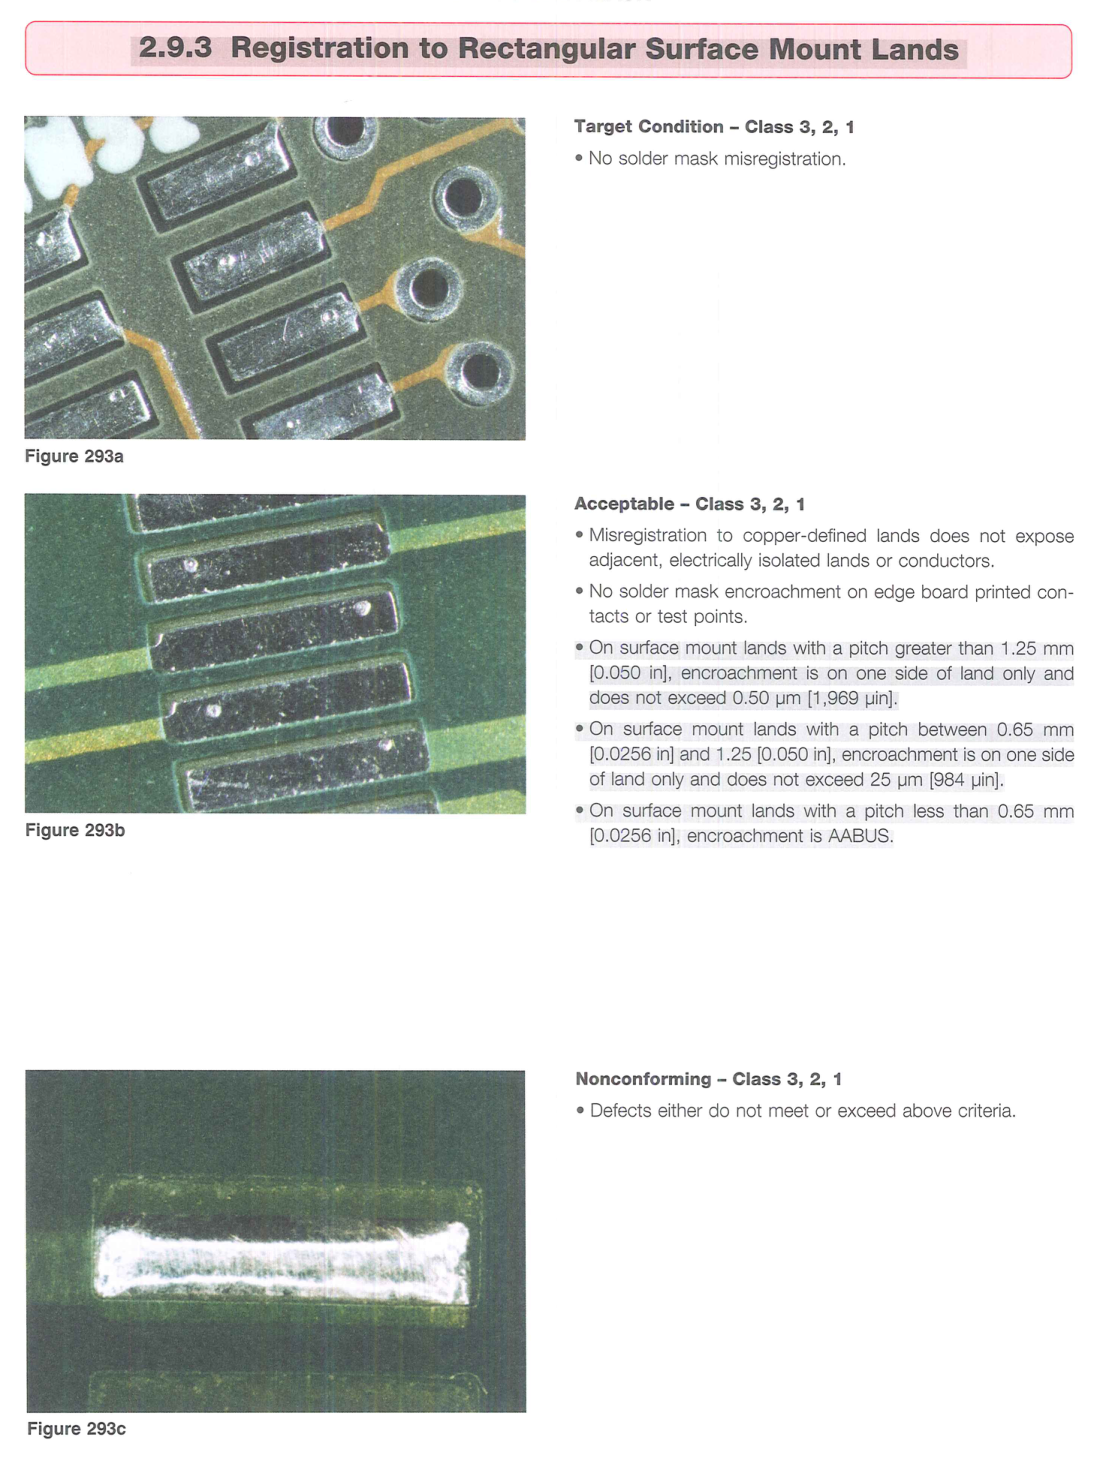 2.9.3 Registration to Rectangular Surface Mount Lands
Target Condition – Class 3, 2, 1
• No solder mask misregistration.
Figure 293a
Acceptable – Class 3, 2, 1
• Misregistration to copper-defined lands does not expose
adjacent, electrically isolated lands or conductors.
• No solder mask encroachment on edge board printed con-
tacts or test points.
• On surface mount lands with a pitch greater than 1.25 mm
[0.050 in], encroachment is on one side of land only and
does not exceed 0.50 µm [1,969 µin].
• On surface mount lands with a pitch between 0.65 mm
[0.0256 in] and 1.25 [0.050 in], encroachment is on one side
of land only and does not exceed 25 µm [984 µin].
• On surface mount lands with a pitch less than 0.65 mm
[0.0256 in], encroachment is AABUS.
Figure 293b
Nonconforming – Class 3, 2, 1
• Defects either do not meet or exceed above criteria.
Figure 293c